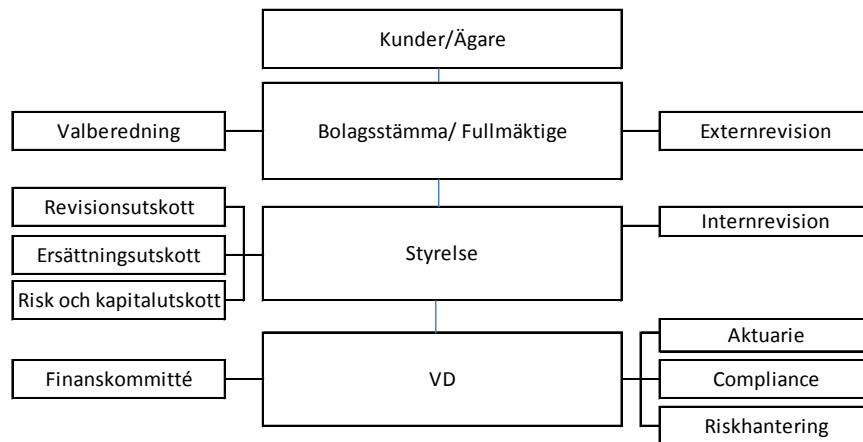 Kunder/Ägare
Valberedning
Bolagsstämma/ Fullmäktige
Externrevision
Revisionsutskott
Ersättningsutskott
Risk och kapitalutskott
Styrelse
Internrevision
Finanskommitté
VD
Aktuarie
Compliance
Riskhantering